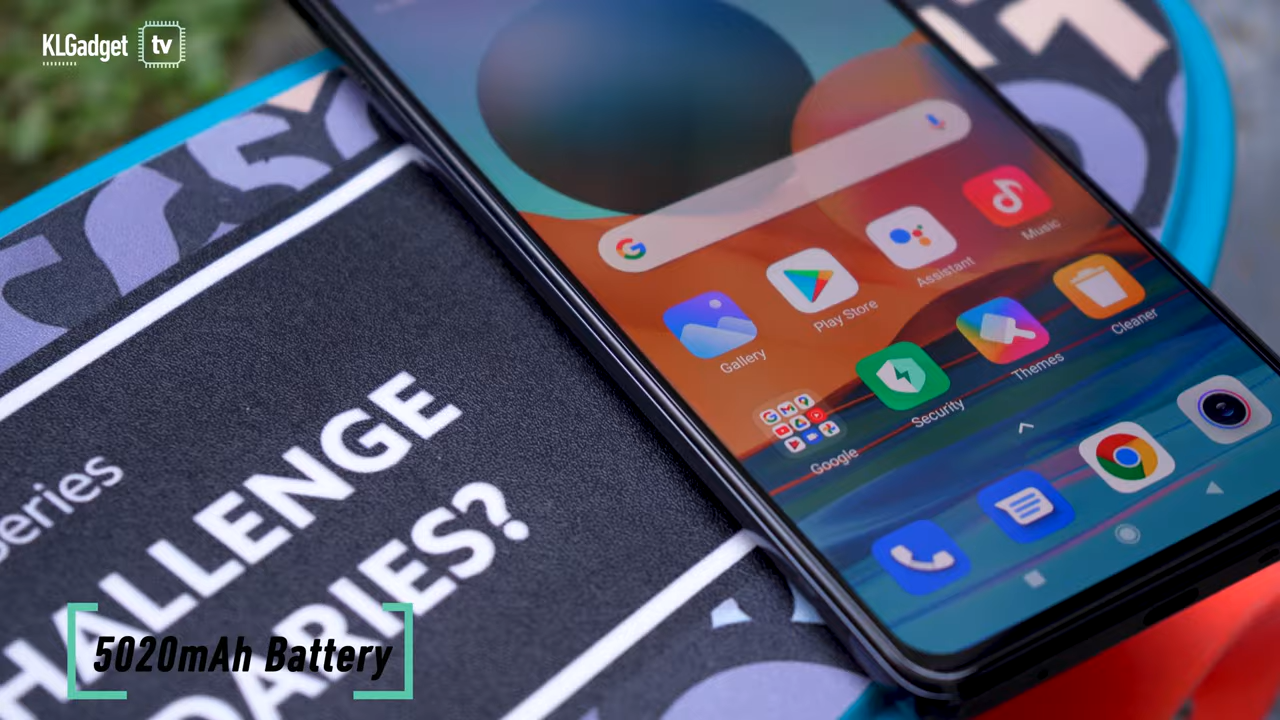 KLGadget tv
Gallery
Play Store
Assistant
Music
Google
Security
Themes
Cleaner
eries
HALLENGE
DARIES?
5020mAh Battery